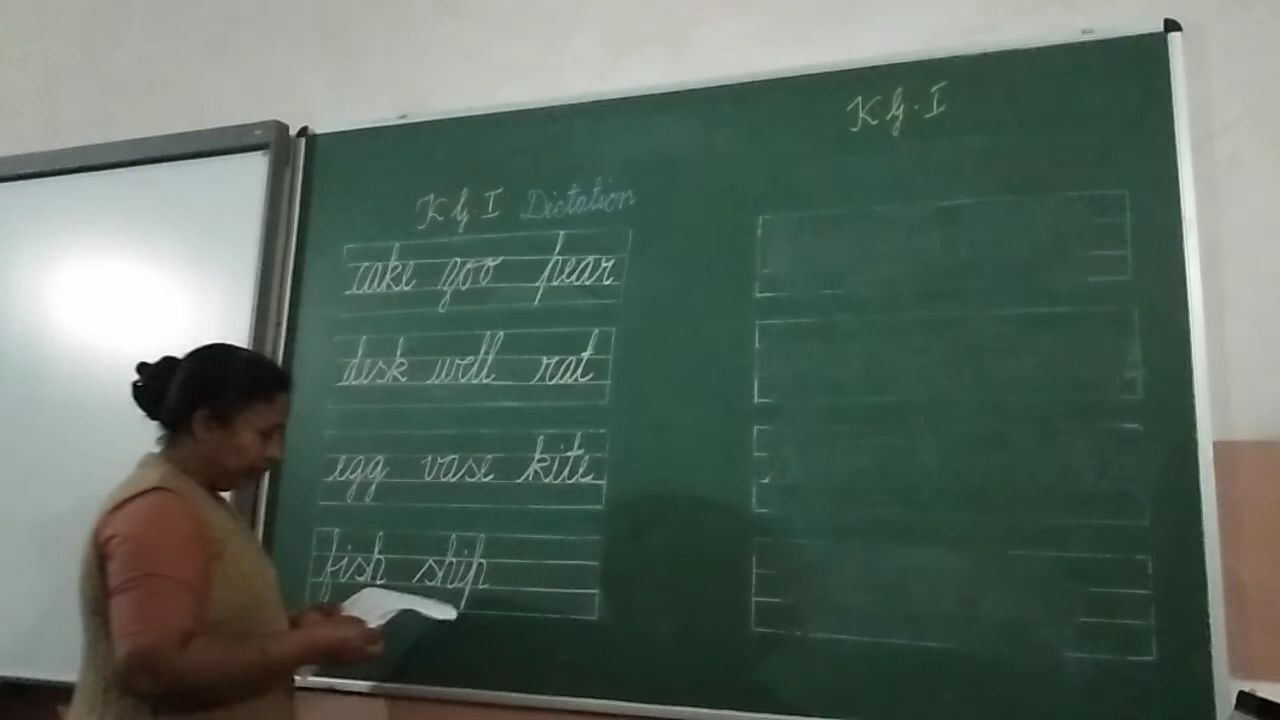 K.G.I
K.G.I Dictation
cake zoo pear
desk well rat
egg vase kite
fish ship